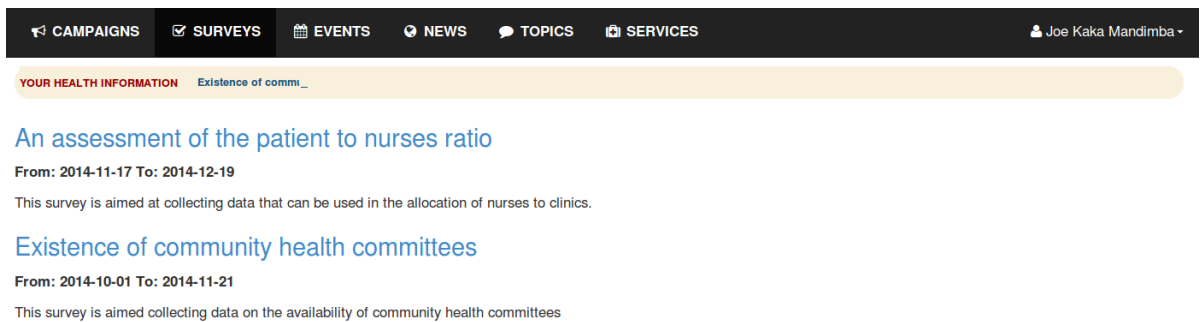 CAMPAIGNS SURVEYS EVENTS NEWS TOPICS SERVICES Joe Kaka Mandimba
YOUR HEALTH INFORMATION Existence of commu_
An assessment of the patient to nurses ratio
From: 2014-11-17 To: 2014-12-19
This survey is aimed at collecting data that can be used in the allocation of nurses to clinics.
Existence of community health committees
From: 2014-10-01 To: 2014-11-21
This survey is aimed collecting data on the availability of community health committees